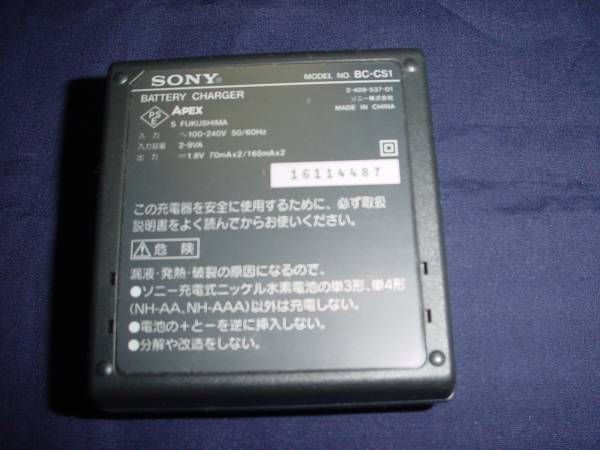 SONY®
MODEL NO. BC-CS1
BATTERY CHARGER
2-409-537-01
ソニー株式会社
MADE IN CHINA
PS
E
APEX
S FUKUSHIMA
入力 ~100-240V 50/60Hz
入力容量 2-9VA
出力 ⎓1.8V 70mAx2/165mAx2
16114487
この充電器を安全に使用するために、必ず取扱
説明書をよく読んでからお使いください。
⚠危険
漏液・発熱・破裂の原因になるので、
●ソニー充電式ニッケル水素電池の単3形、単4形
(NH-AA、NH-AAA)以外は充電しない。
●電池の+と-を逆に挿入しない。
●分解や改造をしない。